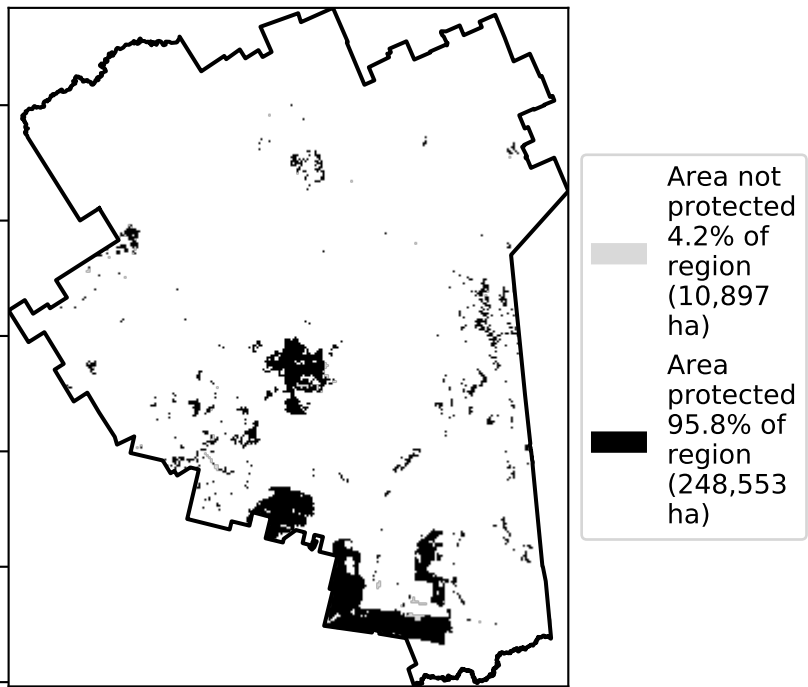 Area not
protected
4.2% of
region
(10,897
ha)
Area
protected
95.8% of
region
(248,553
ha)